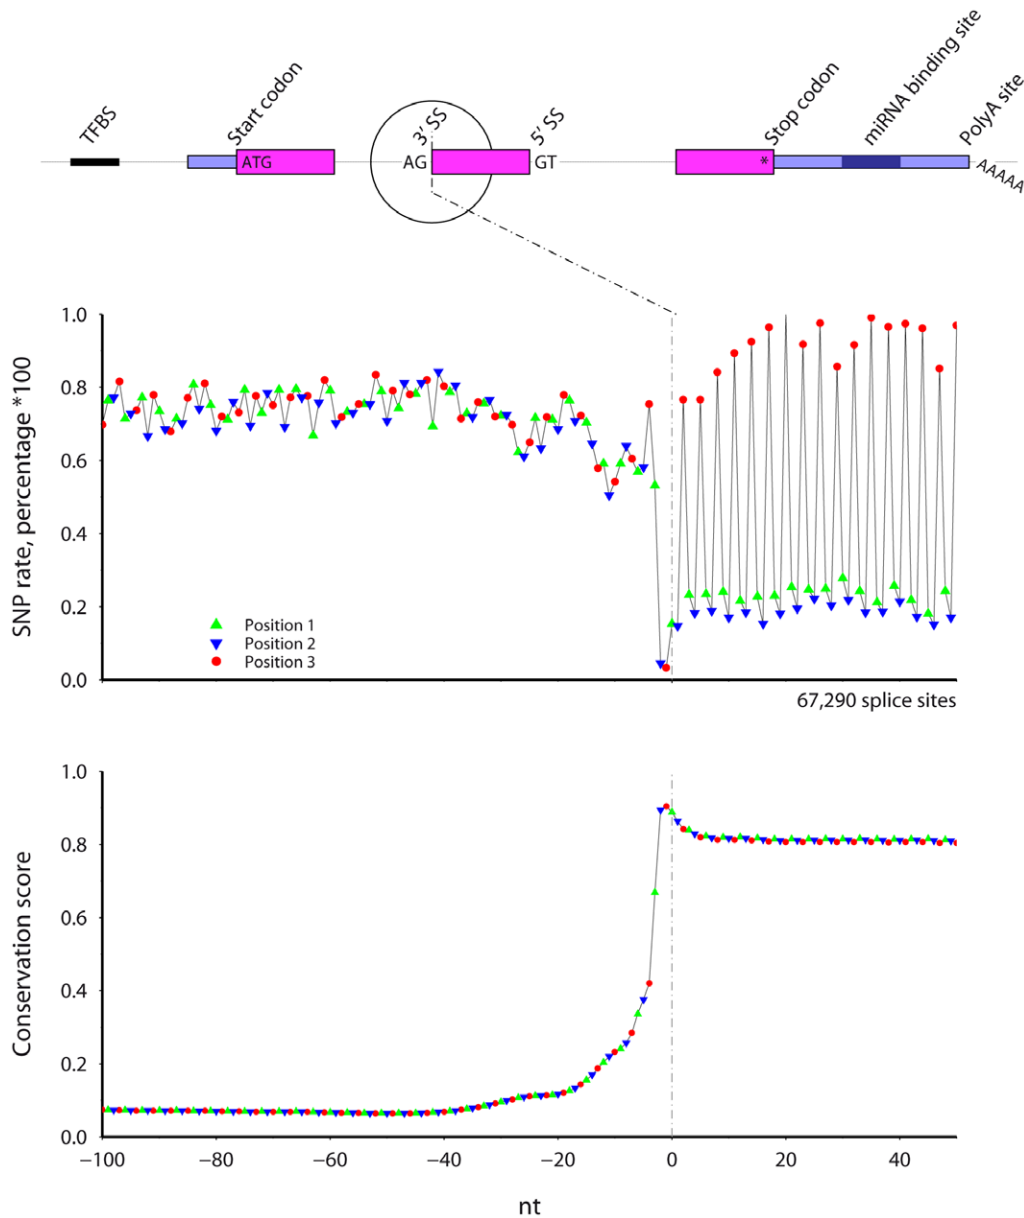 TFBS
Start codon
3' SS
5' SS
Stop codon
miRNA binding site
PolyA site
ATG
AG
GT
*
AAAAA
SNP rate, percentage *100
1.0
0.8
0.6
0.4
0.2
0.0
Position 1
Position 2
Position 3
67,290 splice sites
Conservation score
1.0
0.8
0.6
0.4
0.2
0.0
−100 −80 −60 −40 −20 0 20 40
nt